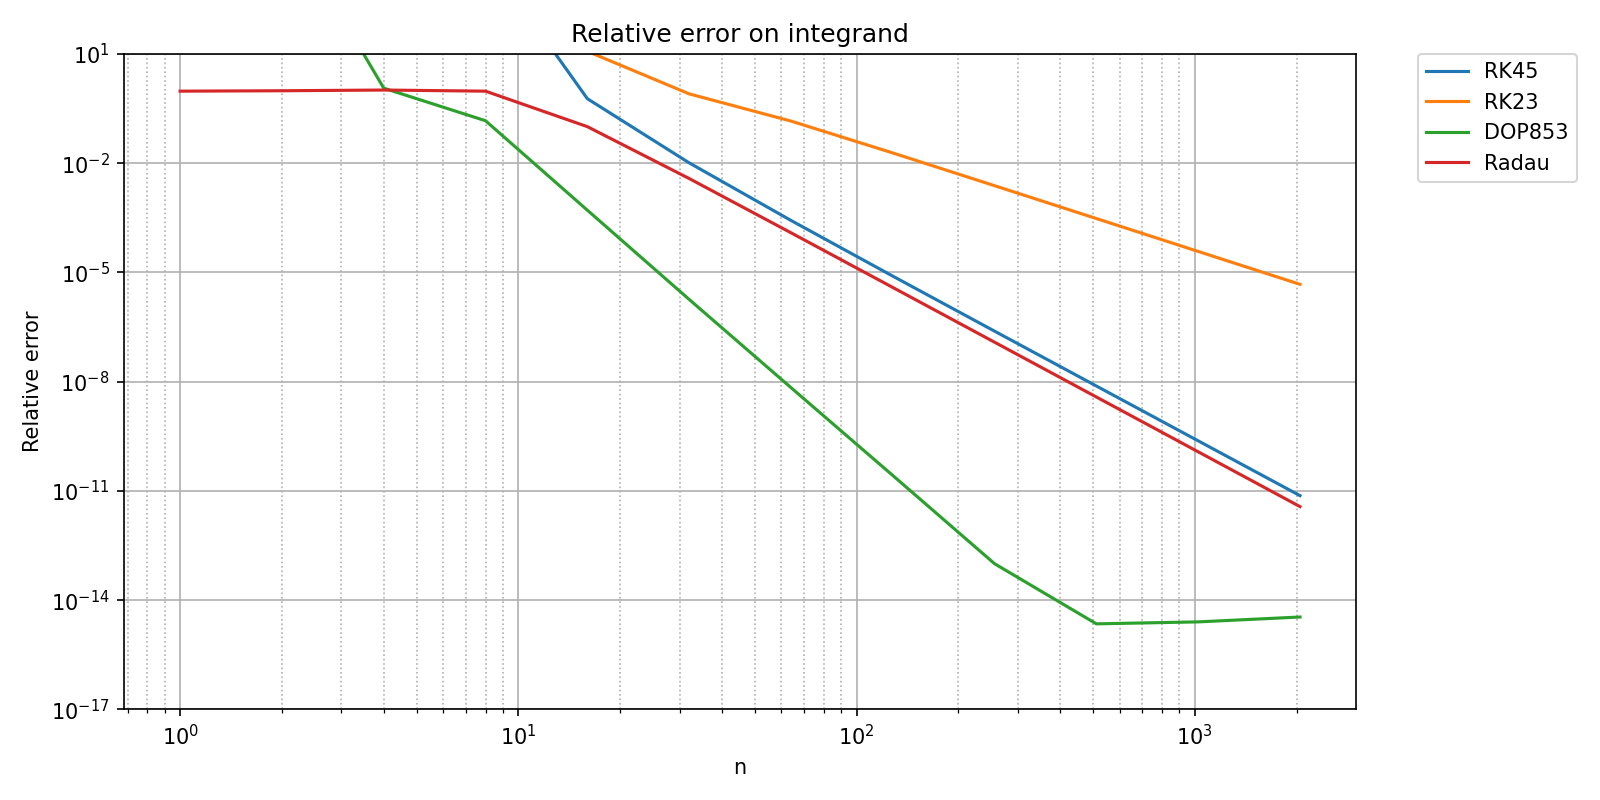 Relative error on integrand
10^1
10^-2
10^-5
10^-8
10^-11
10^-14
10^-17
Relative error
10^0
10^1
10^2
10^3
n
RK45
RK23
DOP853
Radau